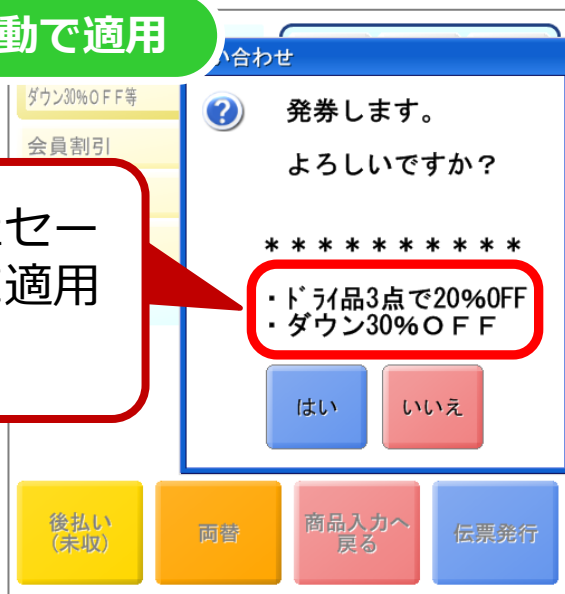 動で適用
い合わせ
ダウン30%OFF等
会員割引
発券します。
よろしいですか？
セー
適用
＊＊＊＊＊＊＊＊＊＊
・ﾄﾞﾗｲ品3点で20%OFF
・ダウン30%ＯＦＦ
はい
いいえ
後払い
(未収)
両替
商品入力へ
戻る
伝票発行